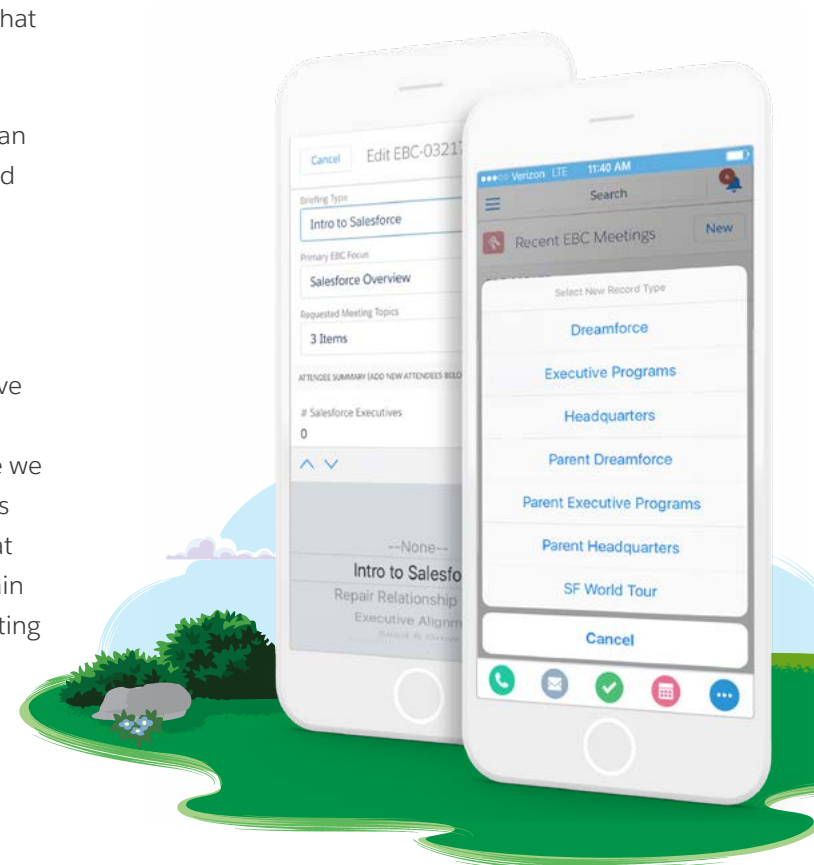 hat
an
d
ve
e we
s
at
ain
ting
Cancel Edit EBC-03217
Briefing Type
Intro to Salesforce
Primary EBC Focus
Salesforce Overview
Requested Meeting Topics
3 Items
ATTENDEE SUMMARY (ADD NEW ATTENDEES BELO
# Salesforce Executives
0
--None--
Intro to Salesfo
Repair Relationship
Executive Alignm
Verizon LTE 11:40 AM
Search
Recent EBC Meetings New
Select New Record Type
Dreamforce
Executive Programs
Headquarters
Parent Dreamforce
Parent Executive Programs
Parent Headquarters
SF World Tour
Cancel